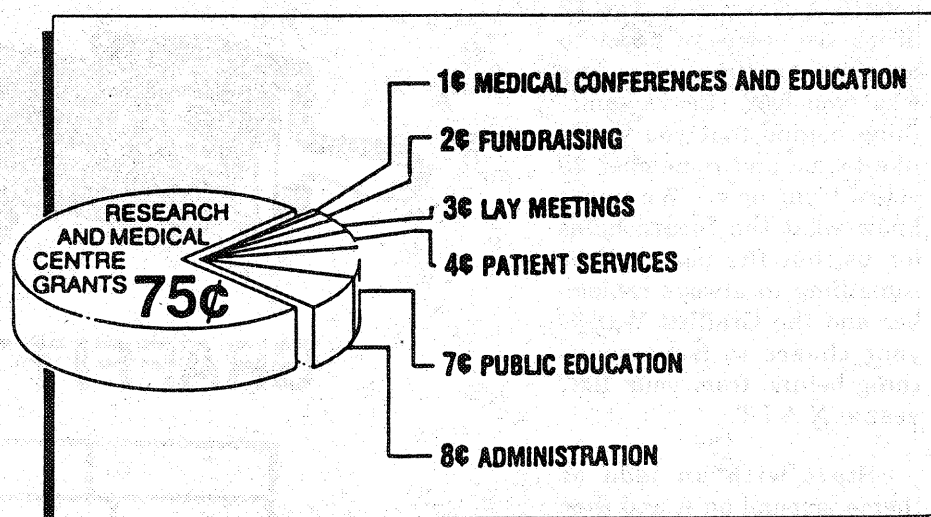 1¢ MEDICAL CONFERENCES AND EDUCATION
2¢ FUNDRAISING
3¢ LAY MEETINGS
4¢ PATIENT SERVICES
7¢ PUBLIC EDUCATION
8¢ ADMINISTRATION
RESEARCH
AND MEDICAL
CENTRE
GRANTS 75¢